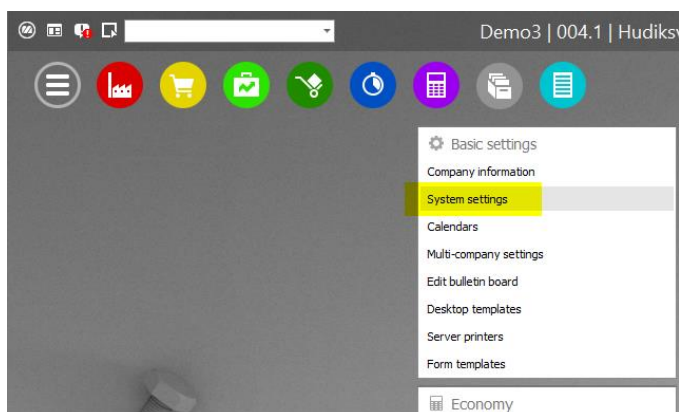 Demo3 | 004.1 | Hudiksv
Basic settings
Company information
System settings
Calendars
Multi-company settings
Edit bulletin board
Desktop templates
Server printers
Form templates
Economy